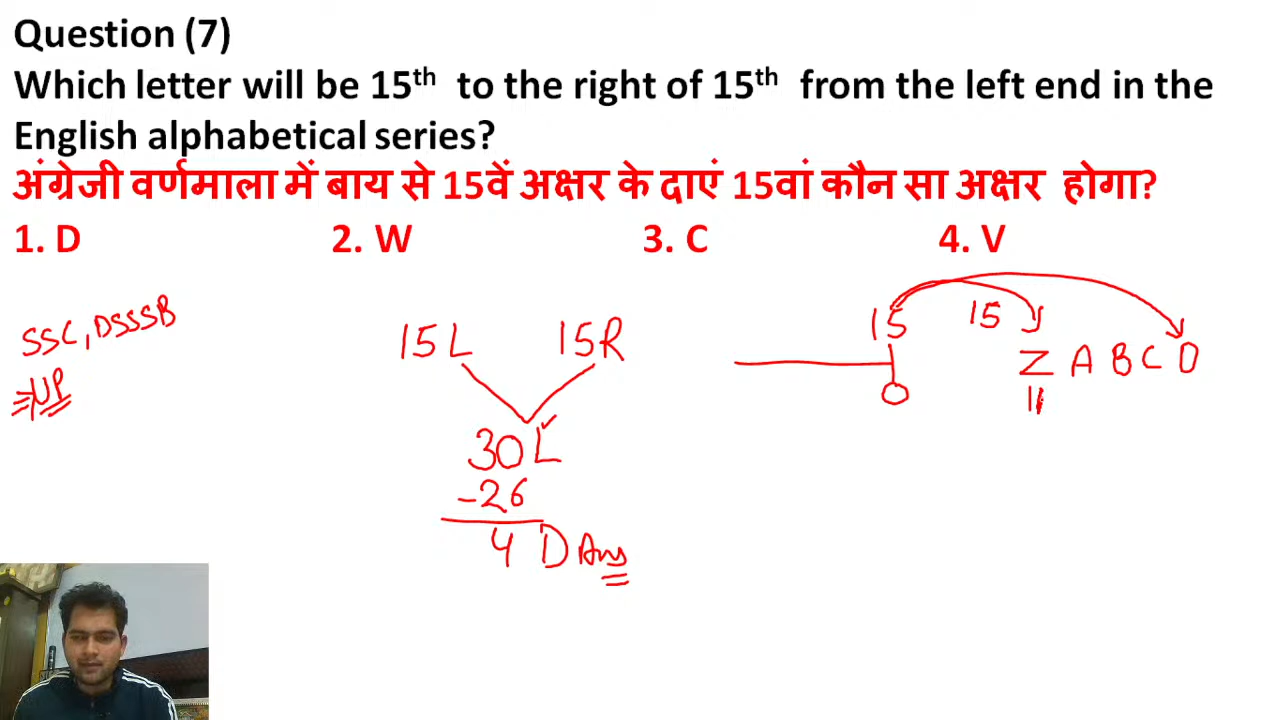 Question (7)
Which letter will be 15th to the right of 15th from the left end in the
English alphabetical series?
अंग्रेजी वर्णमाला में बाय से 15वें अक्षर के दाएं 15वां कौन सा अक्षर होगा?
1. D 2. W 3. C 4. V
SSC, DSSSB
UP
15L 15R
30L
-26
4 D Ans
15 15
Z A B C D
O 11